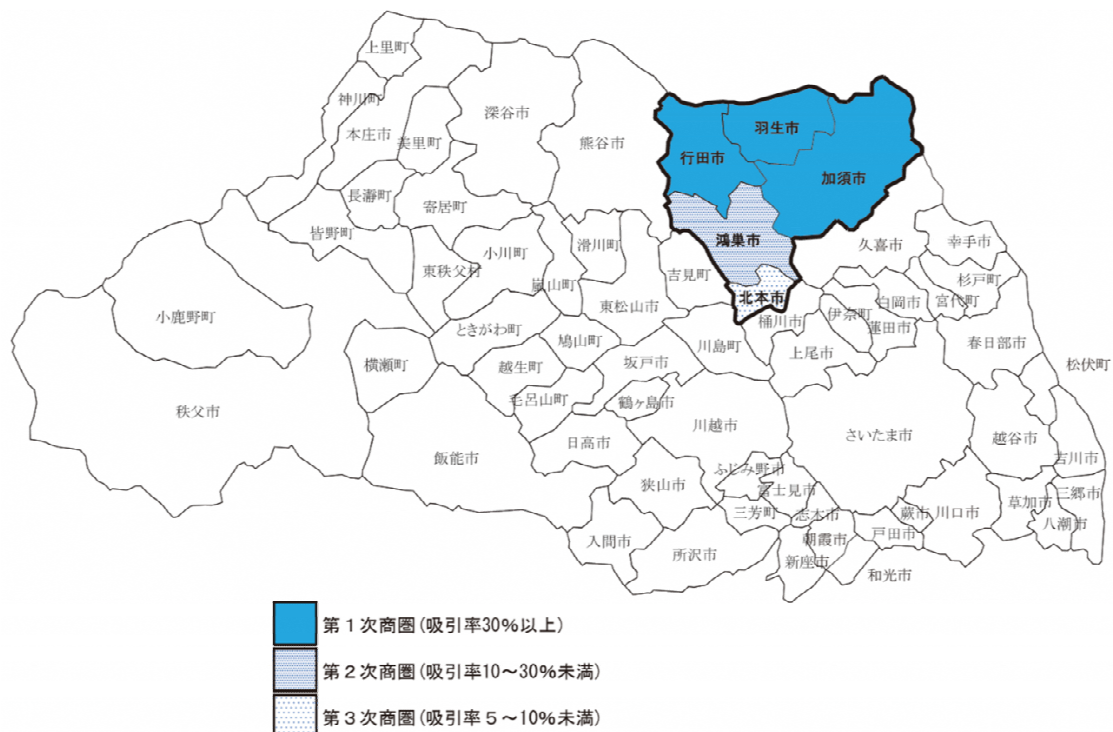 上里町
神川町
本庄市
美里町
深谷市
熊谷市
行田市
羽生市
加須市
長瀞町
寄居町
皆野町
東秩父村
小川町
嵐山町
滑川町
吉見町
鴻巣市
久喜市
幸手市
杉戸町
宮代町
白岡市
小鹿野町
ときがわ町
東松山市
北本市
桶川市
伊奈町
蓮田市
横瀬町
越生町
鳩山町
坂戸市
川島町
上尾市
春日部市
松伏町
秩父市
毛呂山町
鶴ヶ島市
川越市
さいたま市
越谷市
飯能市
日高市
吉川市
狭山市
ふじみ野市
富士見市
三芳町
志木市
蕨市
川口市
草加市
三郷市
八潮市
入間市
所沢市
新座市
朝霞市
戸田市
和光市
第1次商圏(吸引率30%以上)
第2次商圏(吸引率10～30%未満)
第3次商圏(吸引率5～10%未満)